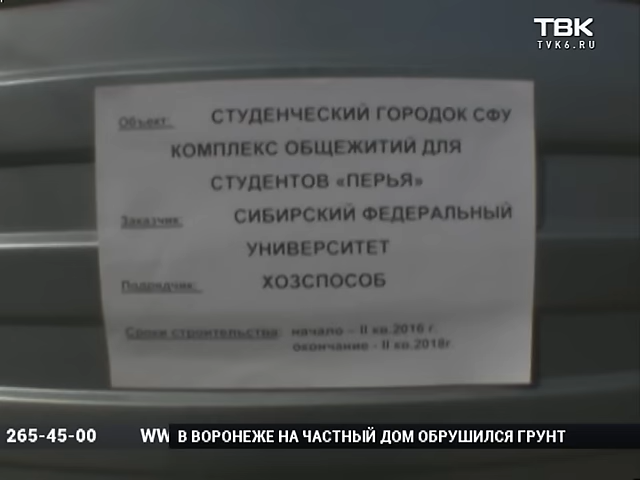 ТВК
TVK6.RU
Объект: СТУДЕНЧЕСКИЙ ГОРОДОК СФУ
КОМПЛЕКС ОБЩЕЖИТИЙ ДЛЯ
СТУДЕНТОВ «ПЕРЬЯ»
Заказчик: СИБИРСКИЙ ФЕДЕРАЛЬНЫЙ
УНИВЕРСИТЕТ
Подрядчик: ХОЗСПОСОБ
Сроки строительства: начало – II кв.2016 г.
окончание - II кв.2018г.
265-45-00 WW В ВОРОНЕЖЕ НА ЧАСТНЫЙ ДОМ ОБРУШИЛСЯ ГРУНТ